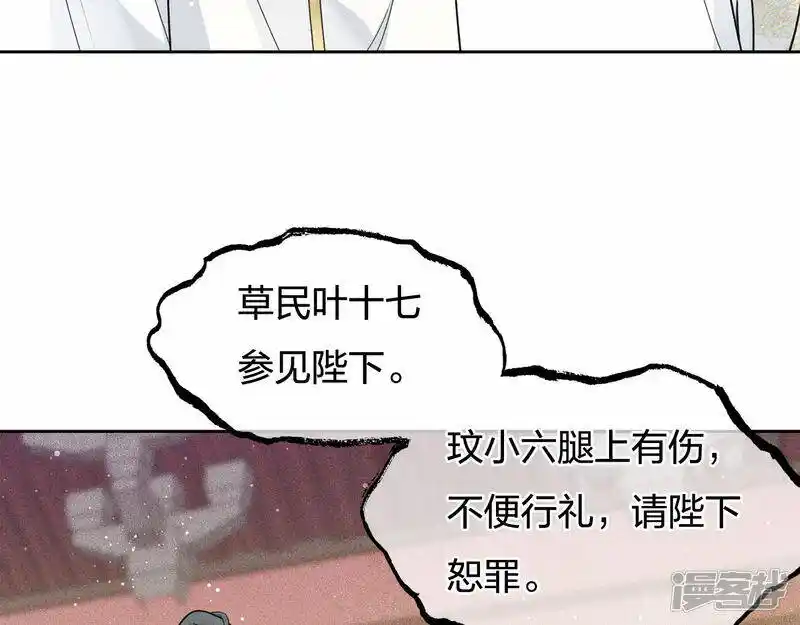 草民叶十七
参见陛下。
玟小六腿上有伤，
不便行礼，请陛下
恕罪。
漫客栈